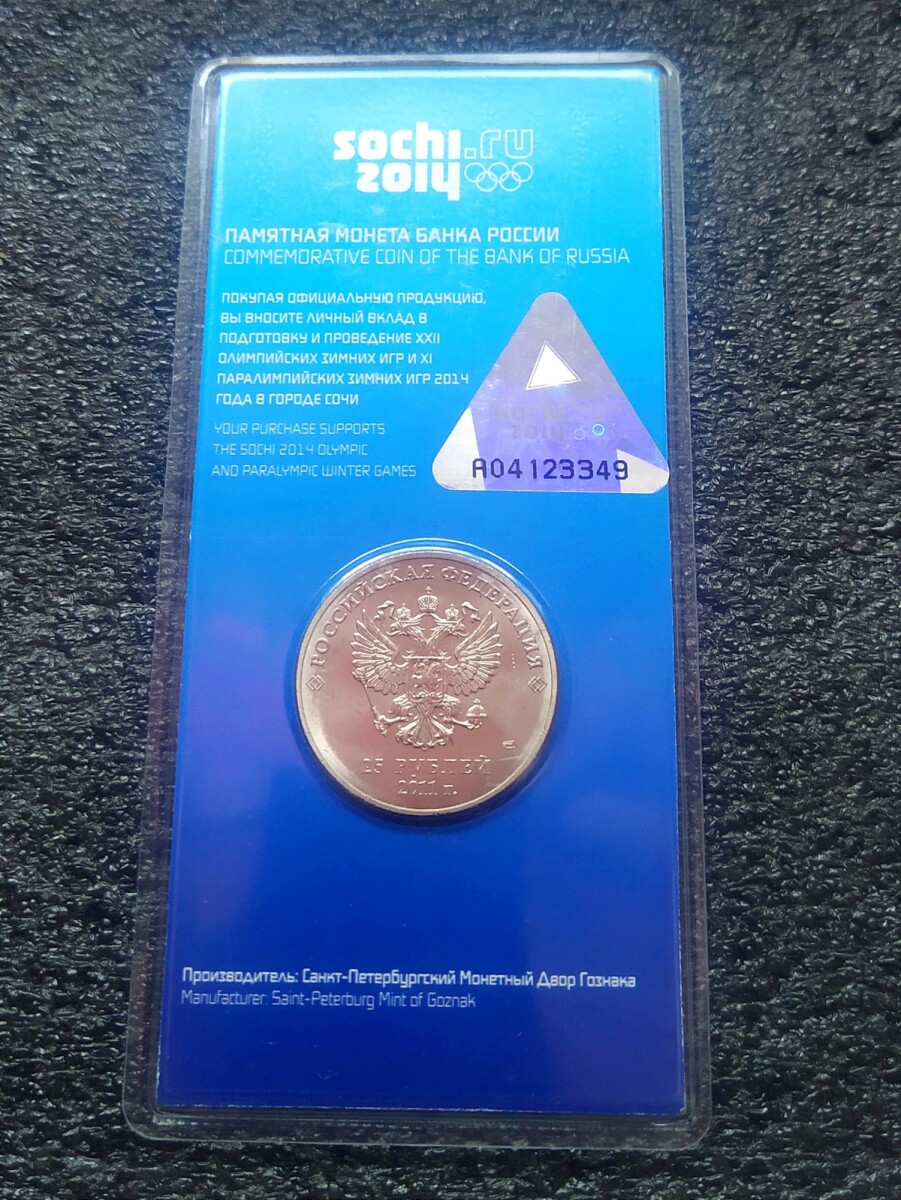 sochi.ru
2014
ПАМЯТНАЯ МОНЕТА БАНКА РОССИИ
COMMEMORATIVE COIN OF THE BANK OF RUSSIA
ПОКУПАЯ ОФИЦИАЛЬНУЮ ПРОДУКЦИЮ,
ВЫ ВНОСИТЕ ЛИЧНЫЙ ВКЛАД В
ПОДГОТОВКУ И ПРОВЕДЕНИЕ XXII
ОЛИМПИЙСКИХ ЗИМНИХ ИГР И XI
ПАРАЛИМПИЙСКИХ ЗИМНИХ ИГР 2014
ГОДА В ГОРОДЕ СОЧИ
YOUR PURCHASE SUPPORTS
THE SOCHI 2014 OLYMPIC
AND PARALYMPIC WINTER GAMES
sochi
2014
A04123349
РОССИЙСКАЯ ФЕДЕРАЦИЯ
25 РУБЛЕЙ
2011 г.
Производитель: Санкт-Петербургский Монетный Двор Гознака
Manufacturer: Saint-Peterburg Mint of Goznak